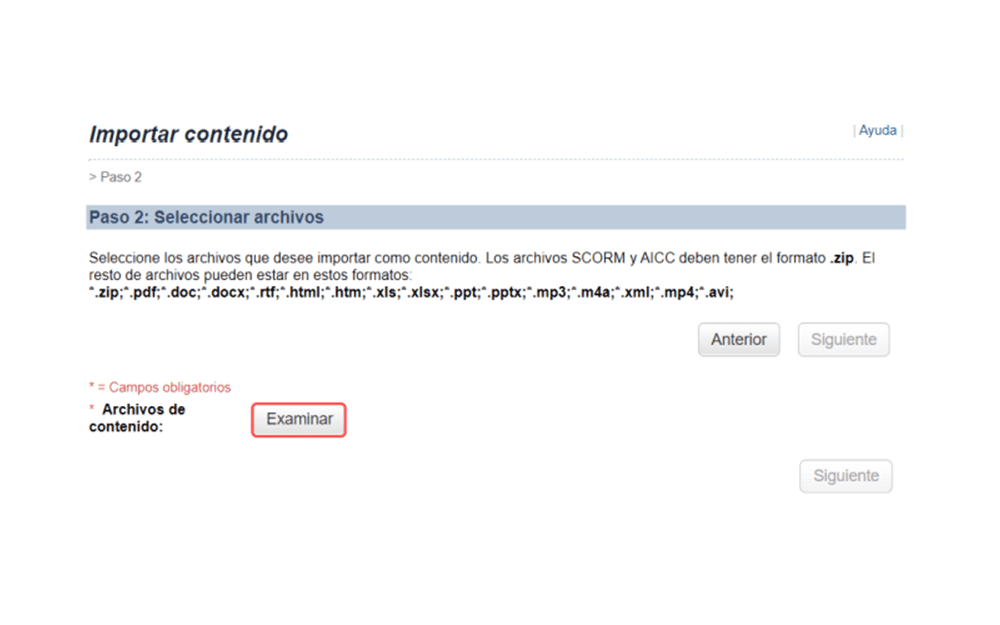 Importar contenido
| Ayuda |
> Paso 2
Paso 2: Seleccionar archivos
Seleccione los archivos que desee importar como contenido. Los archivos SCORM y AICC deben tener el formato .zip. El
resto de archivos pueden estar en estos formatos:
*.zip;*.pdf;*.doc;*.docx;*.rtf;*.html;*.htm;*.xls;*.xlsx;*.ppt;*.pptx;*.mp3;*.m4a;*.xml;*.mp4;*.avi;
Anterior Siguiente
* = Campos obligatorios
* Archivos de
contenido:
Examinar
Siguiente